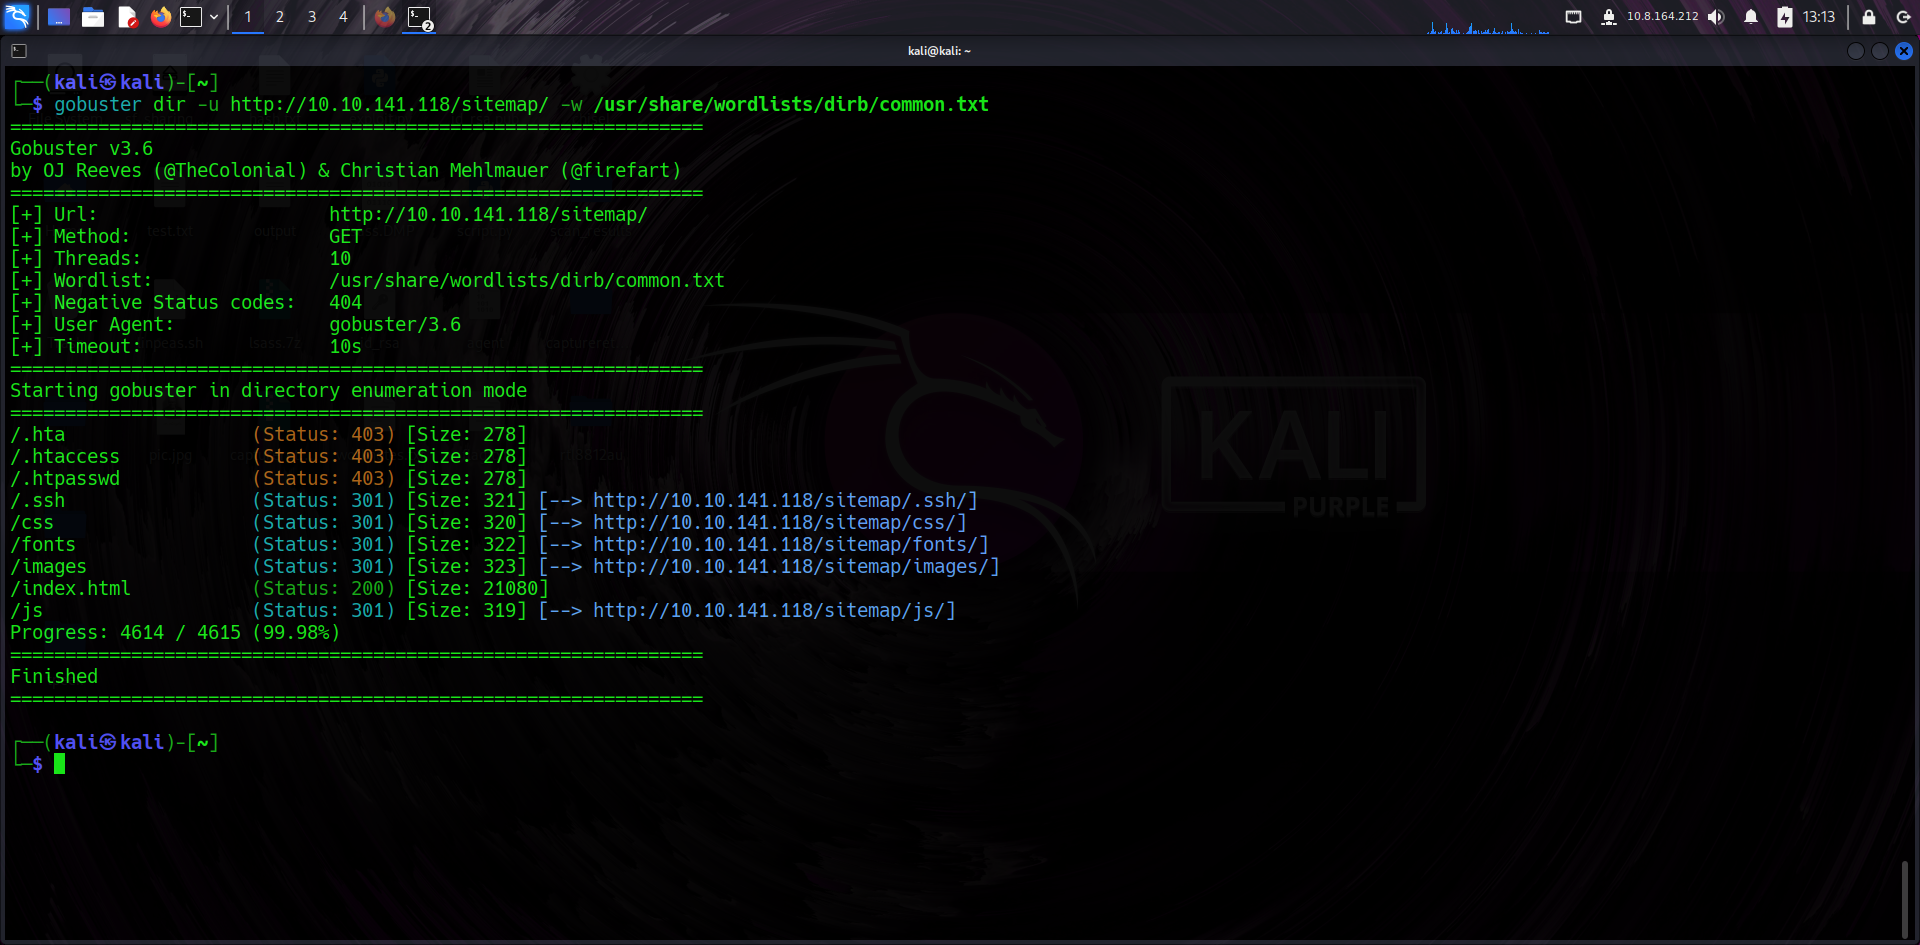 1 2 3 4 2 10.8.164.212 13:13
kali@kali: ~
┌──(kali㉿kali)-[~]
└─$ gobuster dir -u http://10.10.141.118/sitemap/ -w /usr/share/wordlists/dirb/common.txt
===============================================================
Gobuster v3.6
by OJ Reeves (@TheColonial) & Christian Mehlmauer (@firefart)
===============================================================
[+] Url: http://10.10.141.118/sitemap/
[+] Method: GET
[+] Threads: 10
[+] Wordlist: /usr/share/wordlists/dirb/common.txt
[+] Negative Status codes: 404
[+] User Agent: gobuster/3.6
[+] Timeout: 10s
===============================================================
Starting gobuster in directory enumeration mode
===============================================================
/.hta (Status: 403) [Size: 278]
/.htaccess (Status: 403) [Size: 278]
/.htpasswd (Status: 403) [Size: 278]
/.ssh (Status: 301) [Size: 321] [--> http://10.10.141.118/sitemap/.ssh/]
/css (Status: 301) [Size: 320] [--> http://10.10.141.118/sitemap/css/]
/fonts (Status: 301) [Size: 322] [--> http://10.10.141.118/sitemap/fonts/]
/images (Status: 301) [Size: 323] [--> http://10.10.141.118/sitemap/images/]
/index.html (Status: 200) [Size: 21080]
/js (Status: 301) [Size: 319] [--> http://10.10.141.118/sitemap/js/]
Progress: 4614 / 4615 (99.98%)
===============================================================
Finished
===============================================================
┌──(kali㉿kali)-[~]
└─$
KALI
PURPLE
test.txt output
pic.jpg